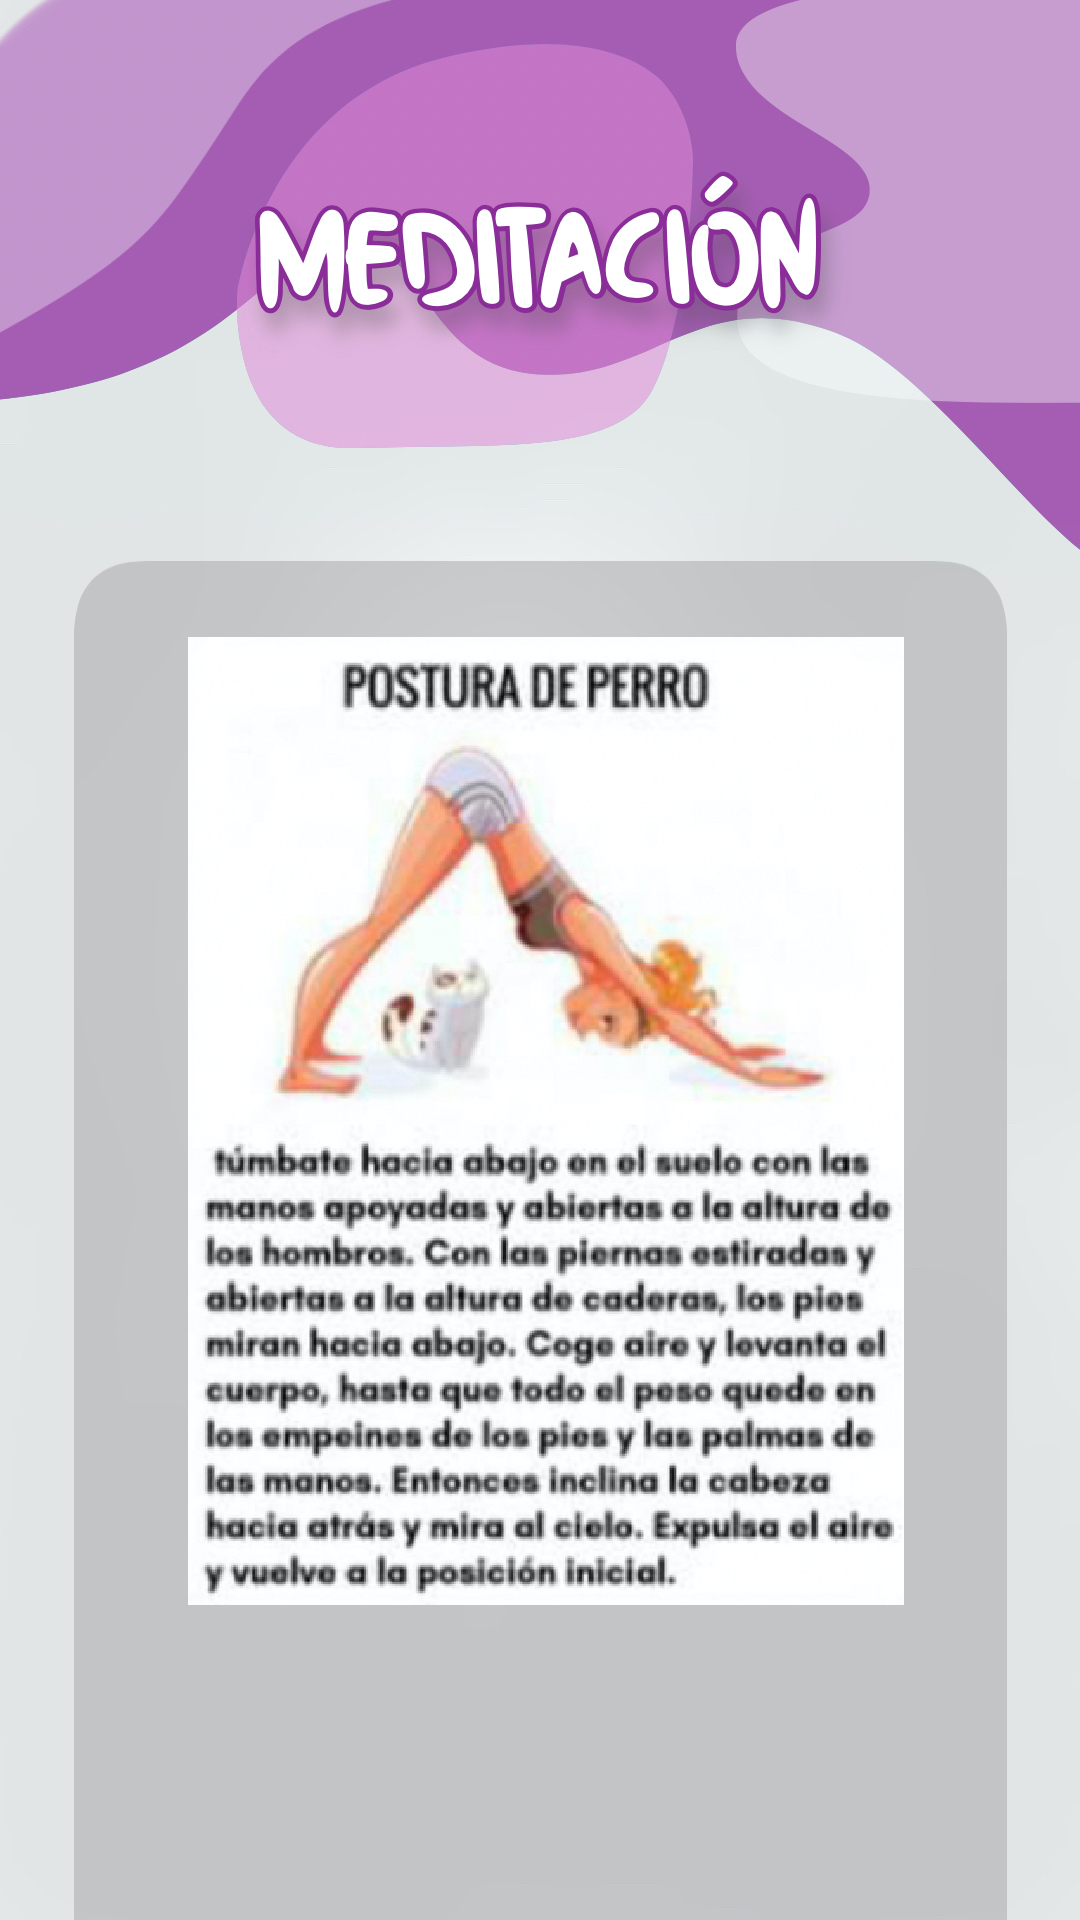 MEDITACIÓN
POSTURA DE PERRO
túmbate hacia abajo en el suelo con las
manos apoyadas y abiertas a la altura de
los hombros. Con las piernas estiradas y
abiertas a la altura de caderas, los pies
miran hacia abajo. Coge aire y levanta el
cuerpo, hasta que todo el peso quede en
los empeines de los pies y las palmas de
las manos. Entonces inclina la cabeza
hacia atrás y mira al cielo. Expulsa el aire
y vuelve a la posición inicial.